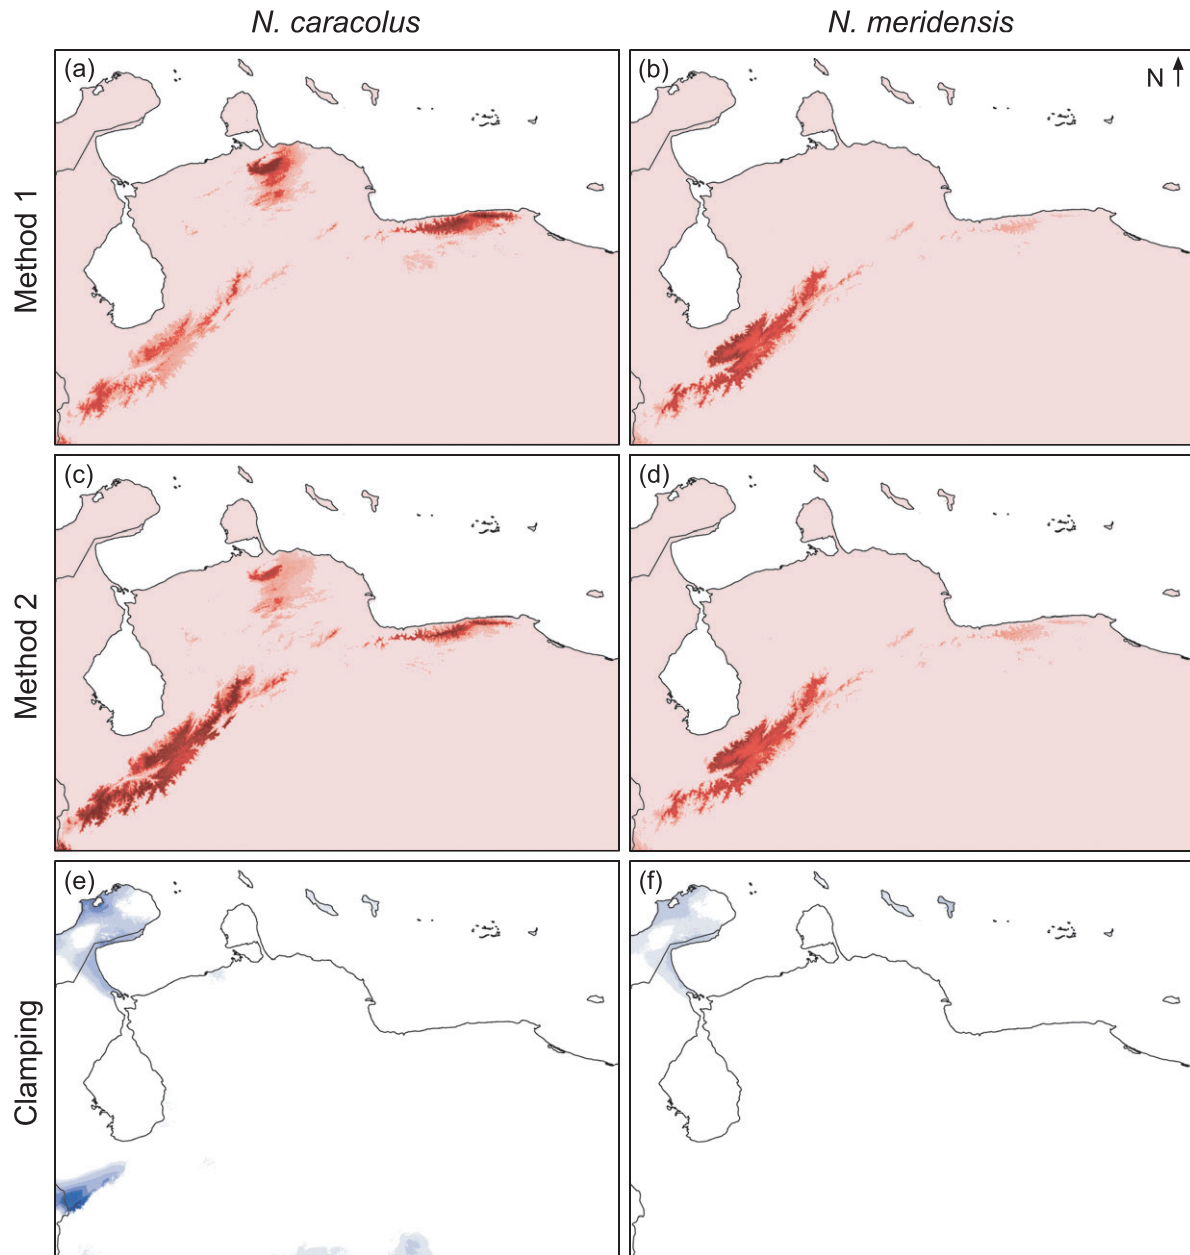 N. caracolus
N. meridensis
Method 1
(a)
(b)
N
Method 2
(c)
(d)
Clamping
(e)
(f)